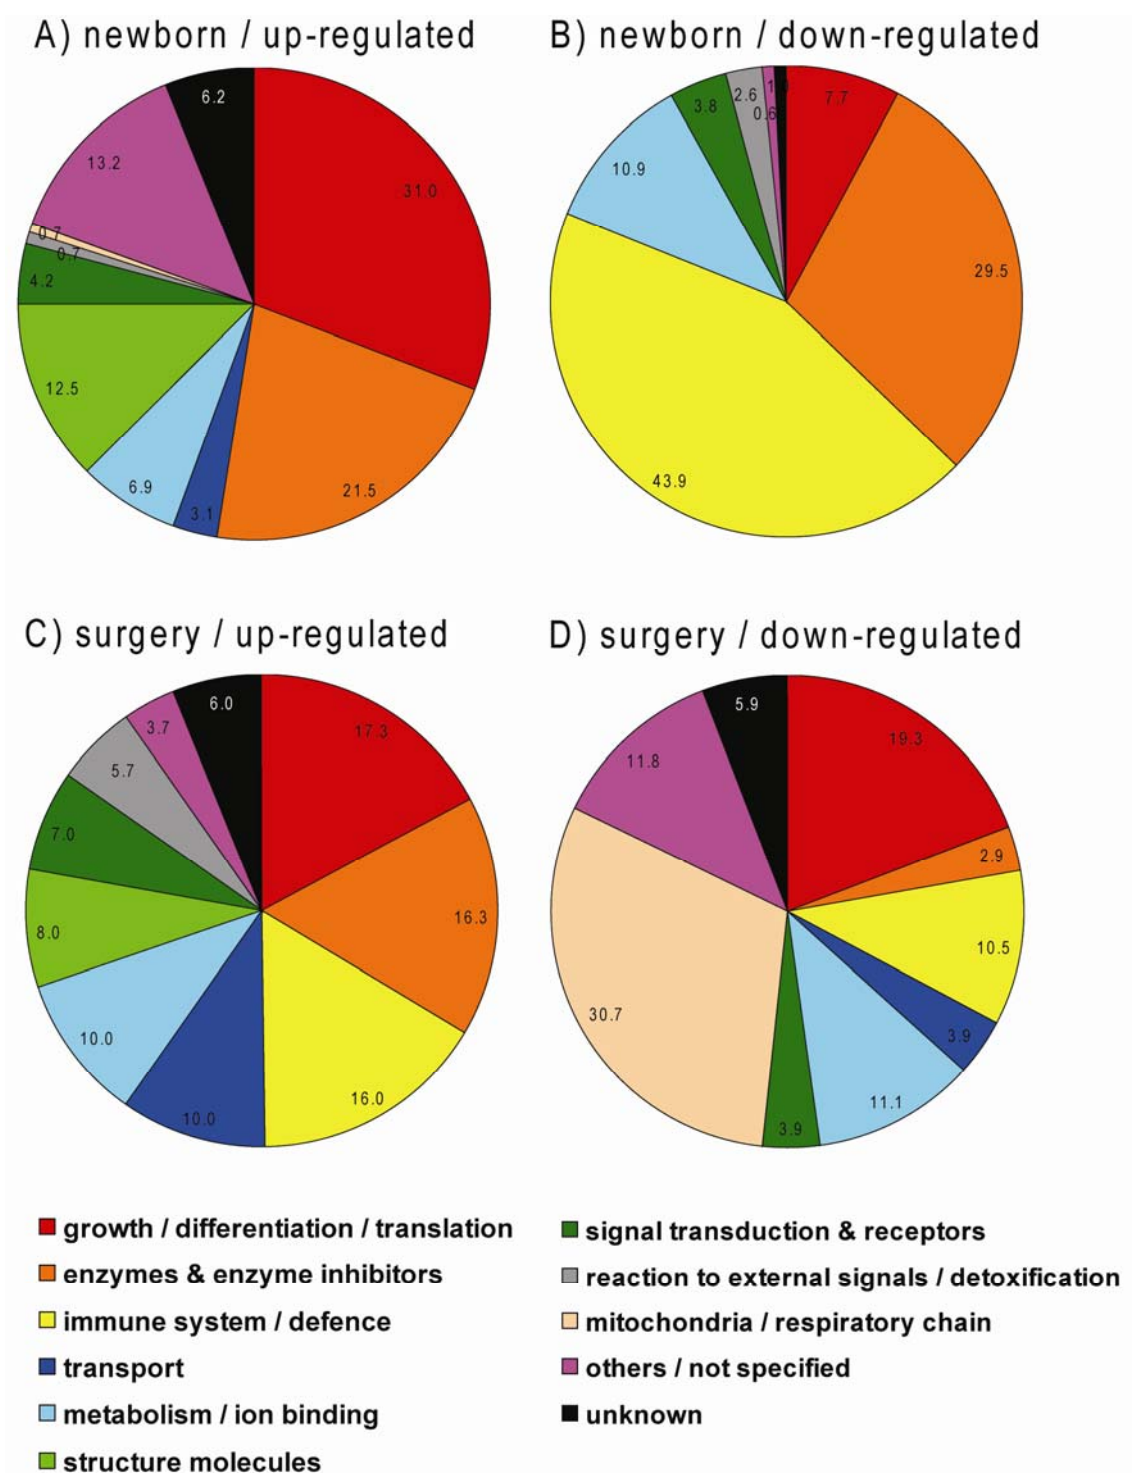 A) newborn / up-regulated
6.2
31.0
13.2
0.7
0.7
4.2
12.5
6.9
3.1
21.5
B) newborn / down-regulated
7.7
3.8
2.6
0.6
10.9
29.5
43.9
C) surgery / up-regulated
6.0
17.3
3.7
5.7
7.0
16.3
8.0
10.0
10.0
16.0
D) surgery / down-regulated
5.9
19.3
11.8
2.9
10.5
30.7
3.9
11.1
3.9
growth / differentiation / translation
enzymes & enzyme inhibitors
immune system / defence
transport
metabolism / ion binding
structure molecules
signal transduction & receptors
reaction to external signals / detoxification
mitochondria / respiratory chain
others / not specified
unknown